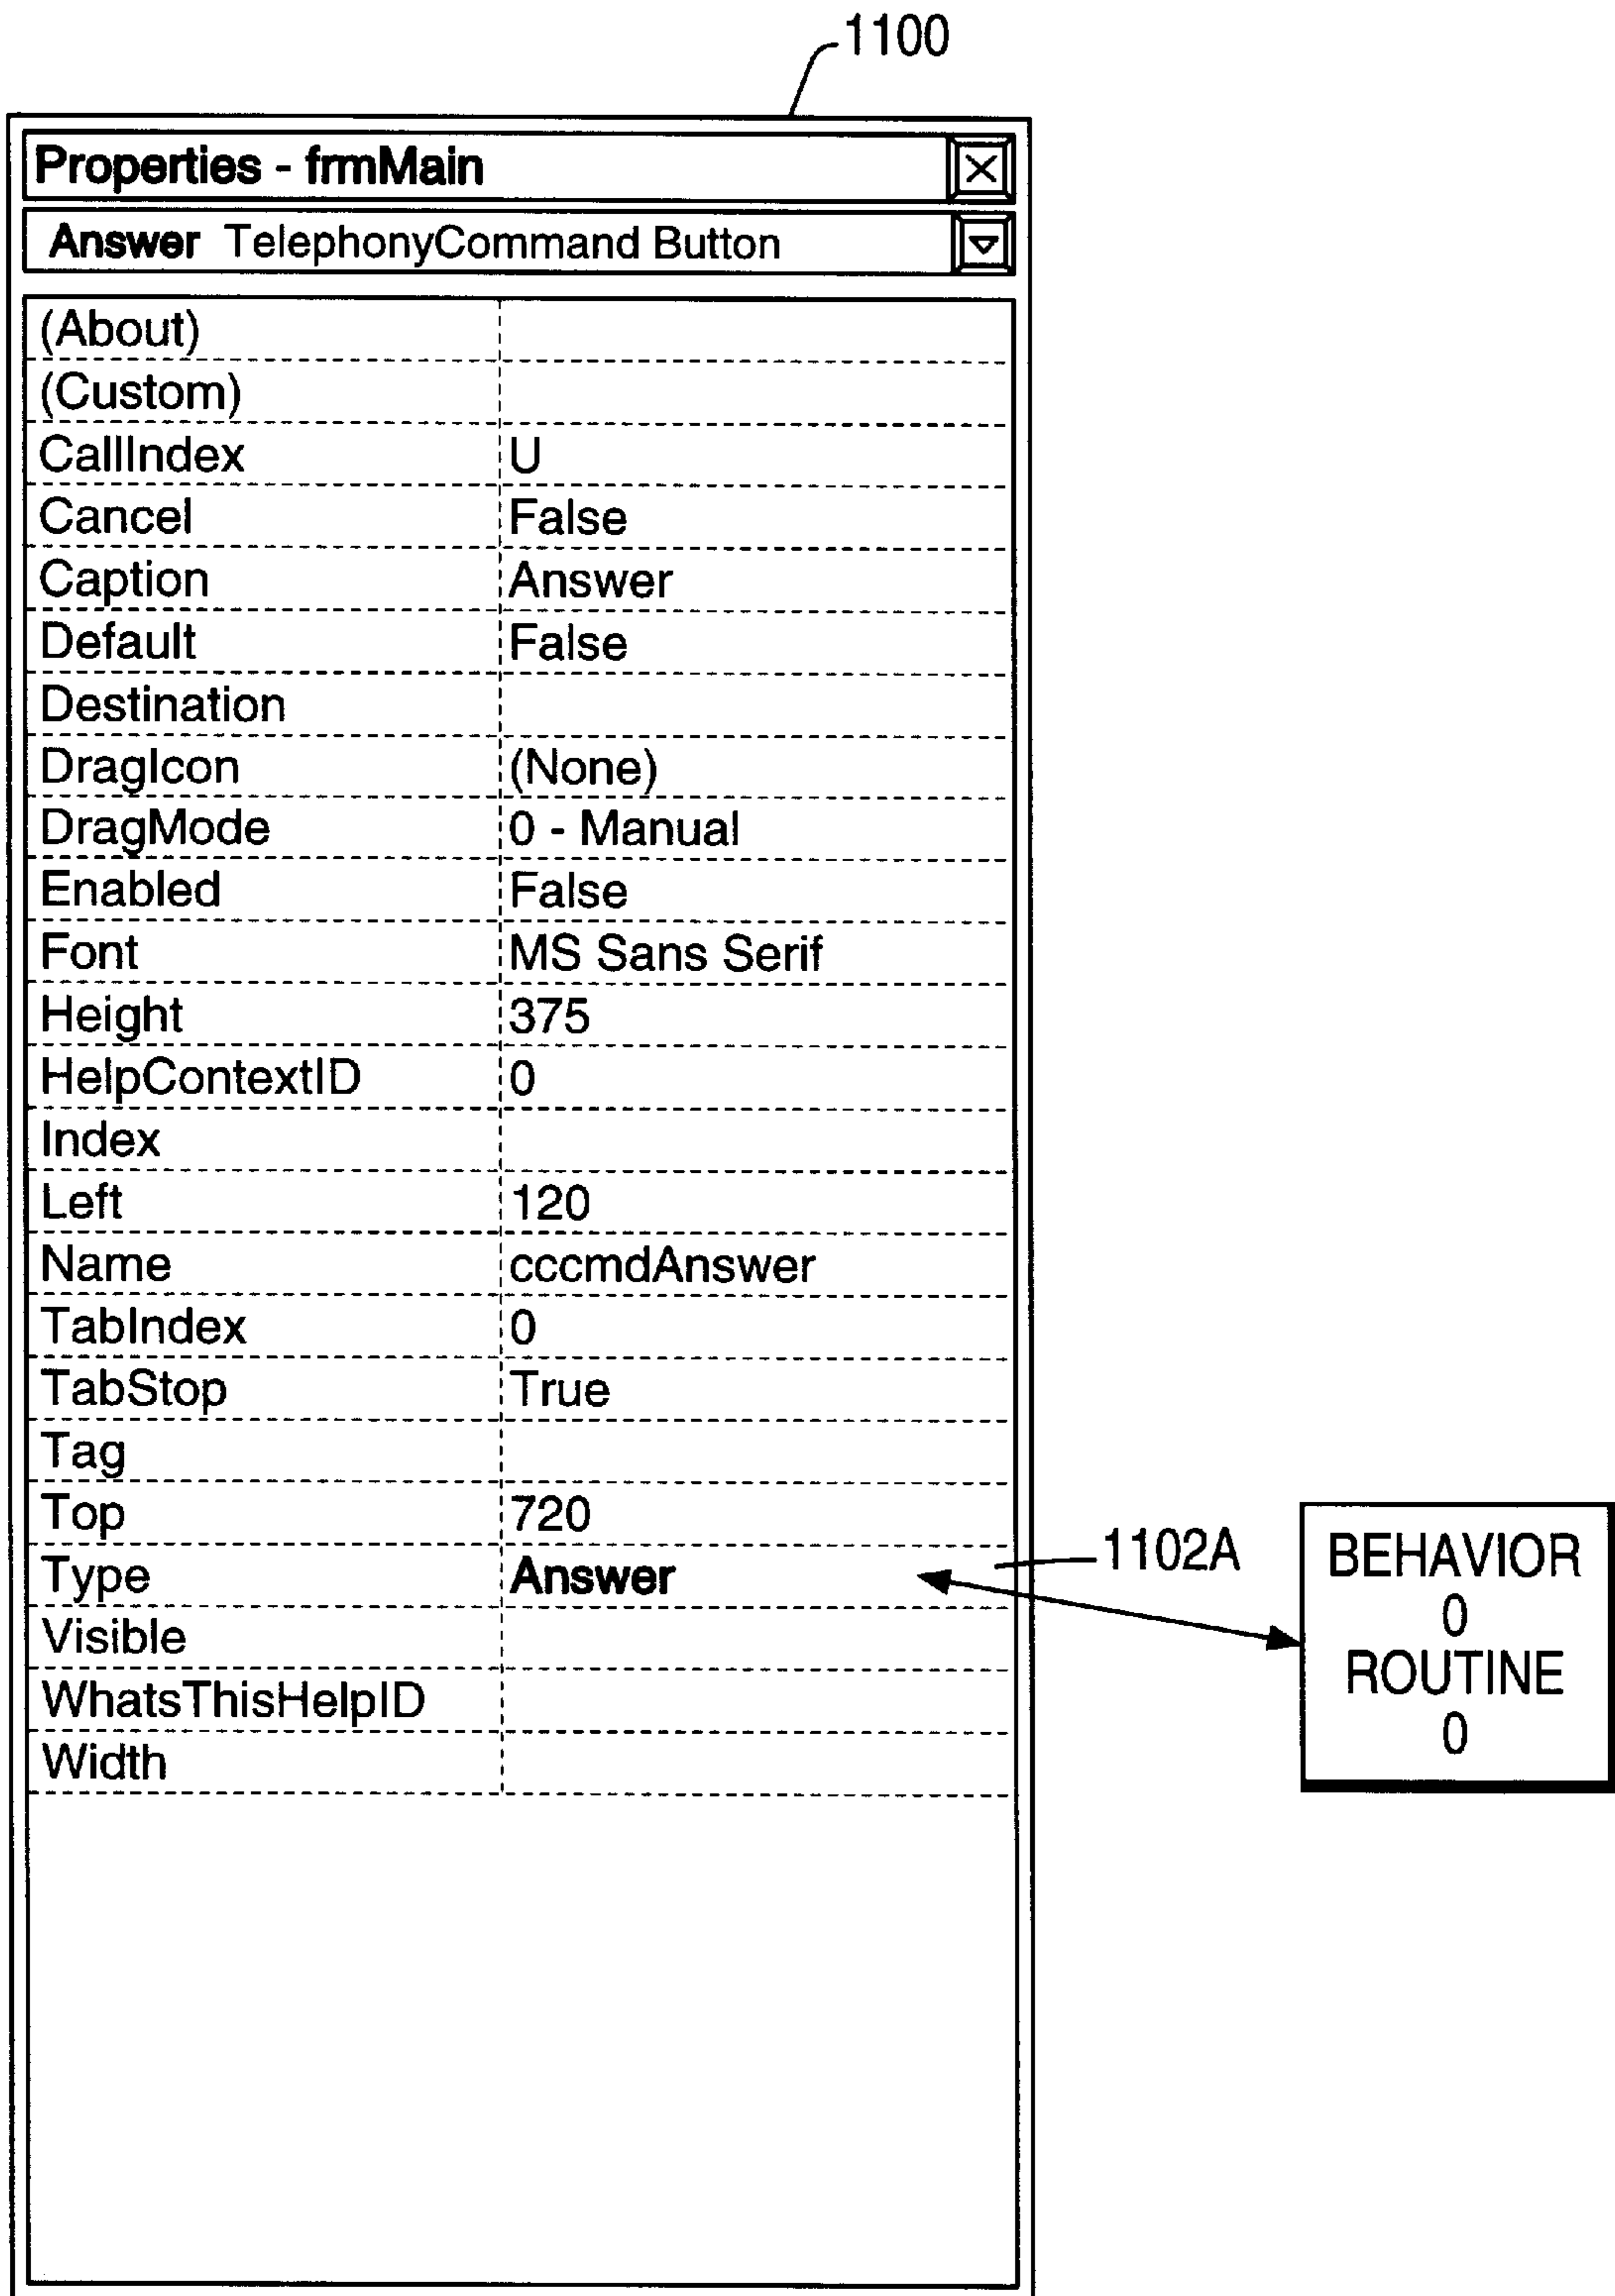 1100
Properties - frmMain
Answer TelephonyCommand Button
(About)
(Custom)
CallIndex U
Cancel False
Caption Answer
Default False
Destination
DragIcon (None)
DragMode 0 - Manual
Enabled False
Font MS Sans Serif
Height 375
HelpContextID 0
Index
Left 120
Name cccmdAnswer
TabIndex 0
TabStop True
Tag
Top 720
Type Answer
1102A
Visible
WhatsThisHelpID
Width
BEHAVIOR
0
ROUTINE
0